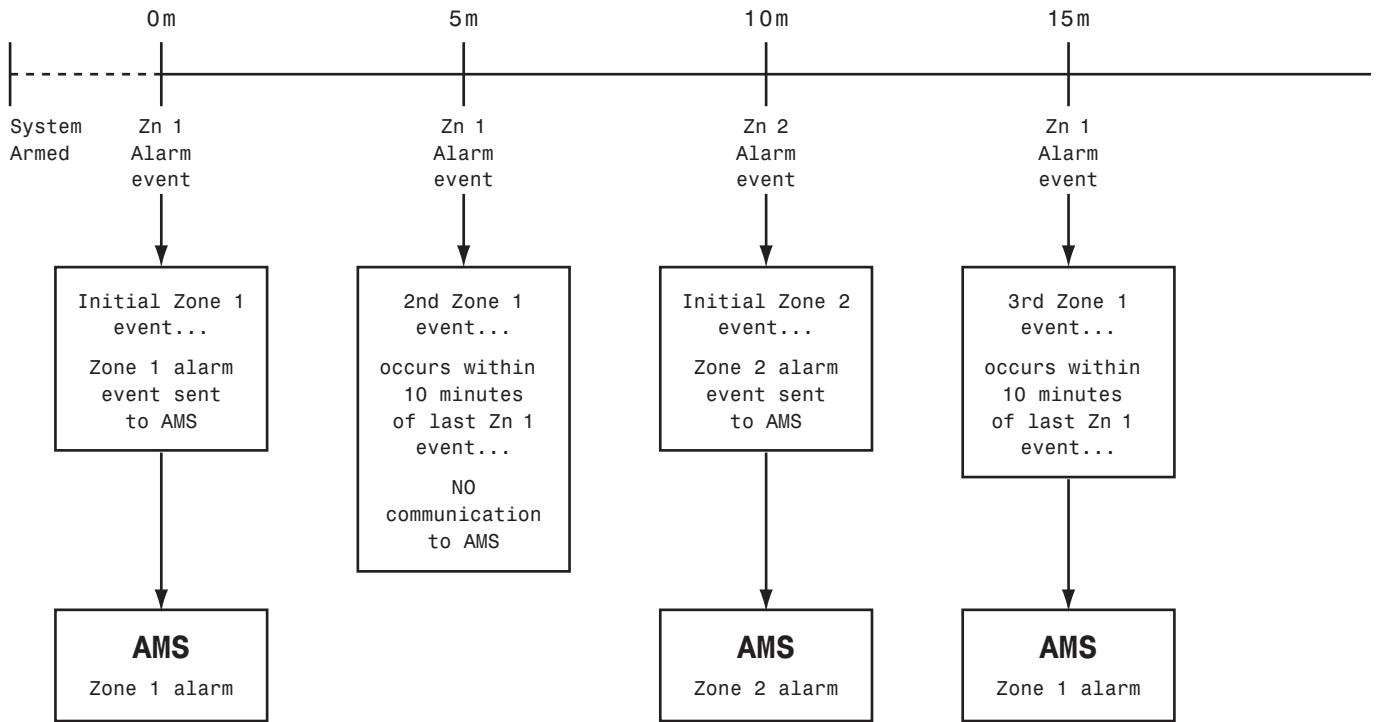 0m
5m
10m
15m
System
Armed
Zn 1
Alarm
event
Zn 1
Alarm
event
Zn 2
Alarm
event
Zn 1
Alarm
event
Initial Zone 1
event...
Zone 1 alarm
event sent
to AMS
2nd Zone 1
event...
occurs within
10 minutes
of last Zn 1
event...
NO
communication
to AMS
Initial Zone 2
event...
Zone 2 alarm
event sent
to AMS
3rd Zone 1
event...
occurs within
10 minutes
of last Zn 1
event...
AMS
Zone 1 alarm
AMS
Zone 2 alarm
AMS
Zone 1 alarm